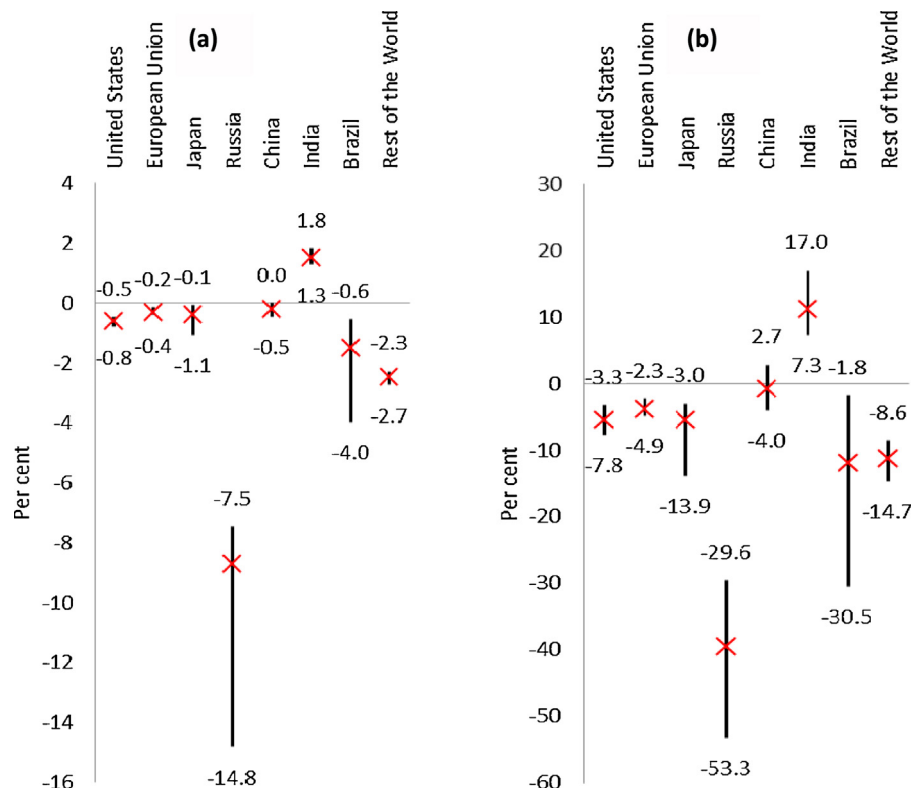 (a)
United States
European Union
Japan
Russia
China
India
Brazil
Rest of the World
Per cent
4
2
0
-2
-4
-6
-8
-10
-12
-14
-16
-0.5
-0.2
-0.1
0.0
1.8
1.3
-0.6
-2.3
-0.8
-0.4
-1.1
-0.5
-4.0
-2.7
-7.5
-14.8
(b)
United States
European Union
Japan
Russia
China
India
Brazil
Rest of the World
Per cent
30
20
10
0
-10
-20
-30
-40
-50
-60
17.0
2.7
7.3
-3.3
-2.3
-3.0
-1.8
-8.6
-7.8
-4.9
-13.9
-4.0
-14.7
-29.6
-30.5
-53.3